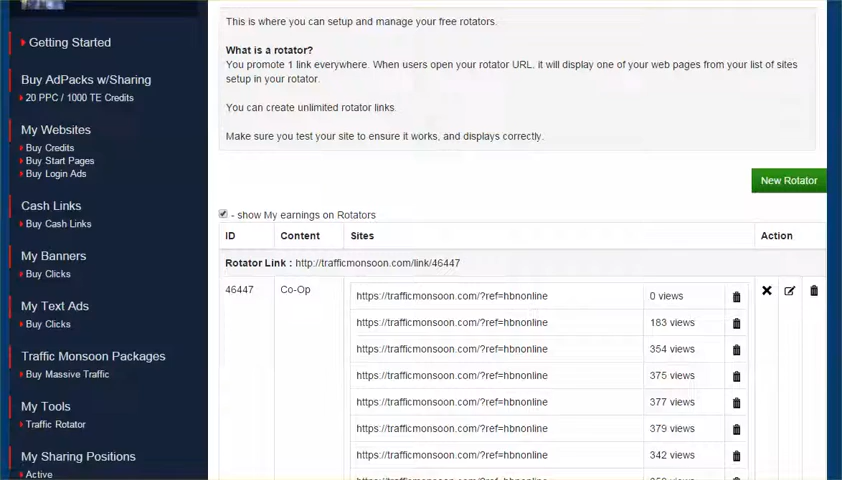 Getting Started
Buy AdPacks w/Sharing
20 PPC / 1000 TE Credits
My Websites
Buy Credits
Buy Start Pages
Buy Login Ads
Cash Links
Buy Cash Links
My Banners
Buy Clicks
My Text Ads
Buy Clicks
Traffic Monsoon Packages
Buy Massive Traffic
My Tools
Traffic Rotator
My Sharing Positions
Active
This is where you can setup and manage your free rotators.
What is a rotator?
You promote 1 link everywhere. When users open your rotator URL, it will display one of your web pages from your list of sites
setup in your rotator.
You can create unlimited rotator links.
Make sure you test your site to ensure it works, and displays correctly.
New Rotator
- show My earnings on Rotators
ID Content Sites Action
Rotator Link : http://trafficmonsoon.com/link/46447
46447 Co-Op https://trafficmonsoon.com/?ref=hbnonline 0 views
https://trafficmonsoon.com/?ref=hbnonline 183 views
https://trafficmonsoon.com/?ref=hbnonline 354 views
https://trafficmonsoon.com/?ref=hbnonline 375 views
https://trafficmonsoon.com/?ref=hbnonline 377 views
https://trafficmonsoon.com/?ref=hbnonline 379 views
https://trafficmonsoon.com/?ref=hbnonline 342 views